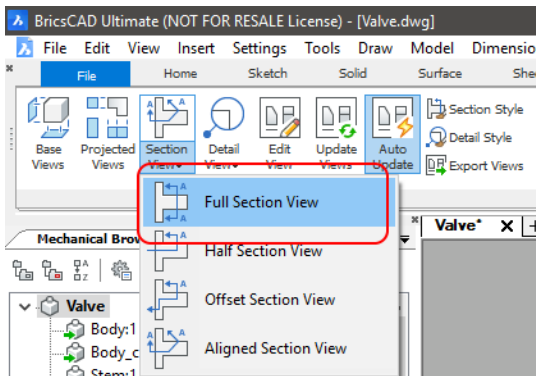 BricsCAD Ultimate (NOT FOR RESALE License) - [Valve.dwg]
File Edit View Insert Settings Tools Draw Model Dimensio
File Home Sketch Solid Surface She
Base Views
Projected Views
Section View
Detail View
Edit View
Update Views
Auto Update
Section Style
Detail Style
Export Views
Full Section View
Half Section View
Offset Section View
Aligned Section View
Valve*
Mechanical Brow
Valve
Body:1
Body_c
Stem:1